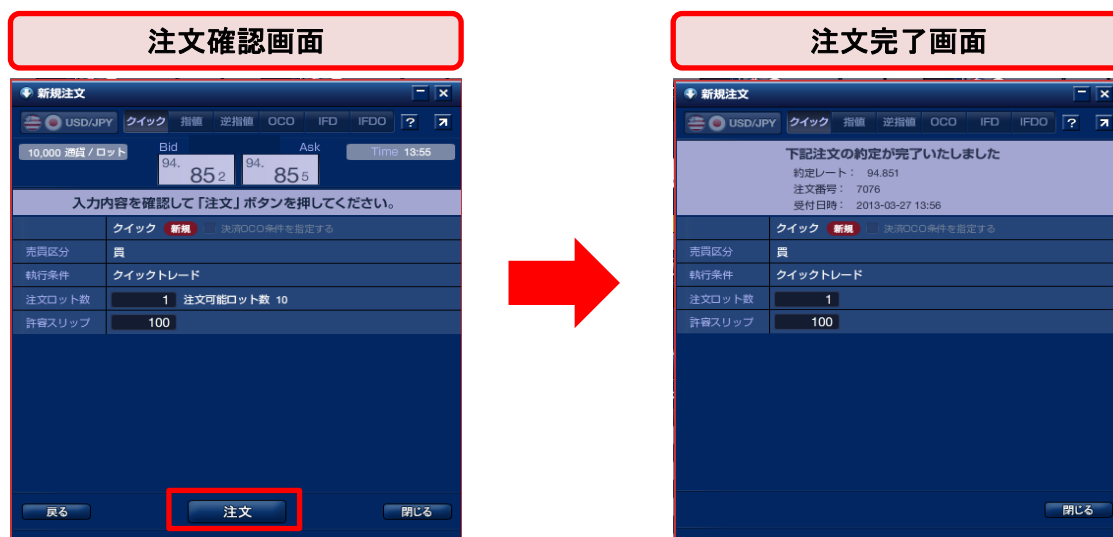 注文確認画面
新規注文
USD/JPY クイック 指値 逆指値 OCO IFD IFDO ?
10,000 通貨 / ロット Bid Ask Time 13:55
94. 85 2 94. 85 5
入力内容を確認して「注文」ボタンを押してください。
クイック 新規 決済OCO条件を指定する
売買区分 買
執行条件 クイックトレード
注文ロット数 1 注文可能ロット数 10
許容スリップ 100
戻る 注文 閉じる
注文完了画面
新規注文
USD/JPY クイック 指値 逆指値 OCO IFD IFDO ?
下記注文の約定が完了いたしました
約定レート： 94.851
注文番号： 7076
受付日時： 2013-03-27 13:56
クイック 新規 決済OCO条件を指定する
売買区分 買
執行条件 クイックトレード
注文ロット数 1
許容スリップ 100
閉じる